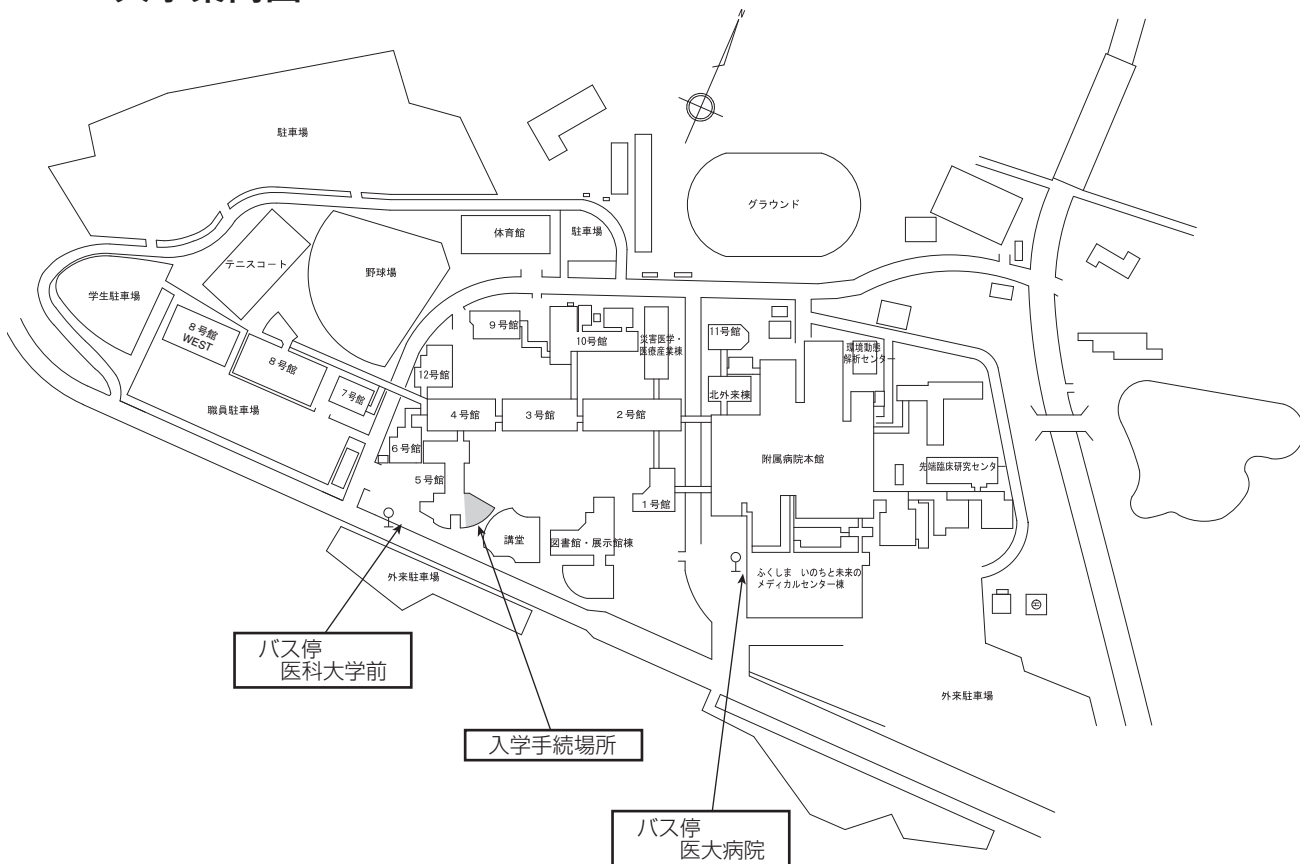 N
駐車場
グラウンド
体育館
駐車場
テニスコート
野球場
学生駐車場
8号館
WEST
8号館
7号館
職員駐車場
9号館
10号館
災害医学・
医療産業棟
11号館
環境動態
解析センター
12号館
北外来棟
4号館
3号館
2号館
6号館
5号館
附属病院本館
先端臨床研究センター
1号館
講堂
図書館・展示館棟
外来駐車場
ふくしま いのちと未来の
メディカルセンター棟
バス停
医科大学前
外来駐車場
入学手続場所
バス停
医大病院